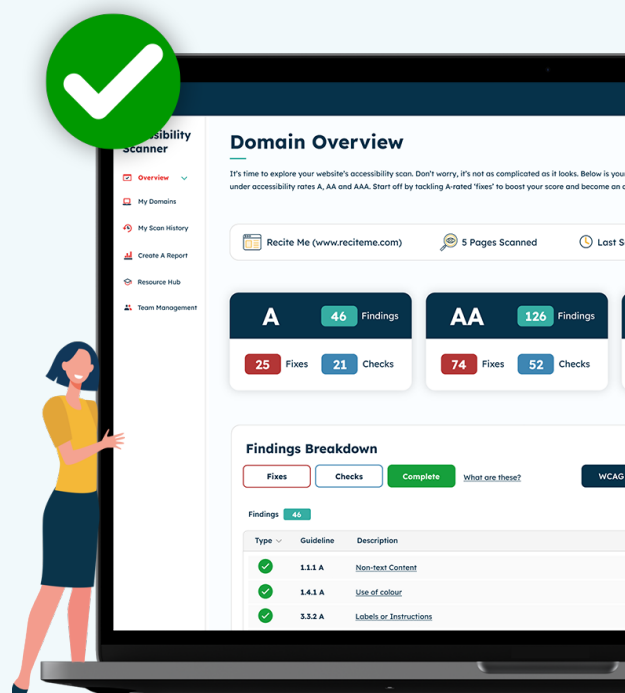 Scanner
Overview
My Domains
My Scan History
Create A Report
Resource Hub
Team Management
Domain Overview
It's time to explore your website's accessibility scan. Don't worry, it's not as complicated as it looks. Below is your
under accessibility rates A, AA and AAA. Start off by tackling A-rated 'fixes' to boost your score and become an
Recite Me (www.reciteme.com)
5 Pages Scanned
Last
A
46 Findings
25 Fixes
21 Checks
AA
126 Findings
74 Fixes
52 Checks
Findings Breakdown
Fixes
Checks
Complete
What are these?
WCAG
Findings 46
Type Guideline Description
1.1.1 A Non-text Content
1.4.1 A Use of colour
3.3.2 A Labels or Instructions